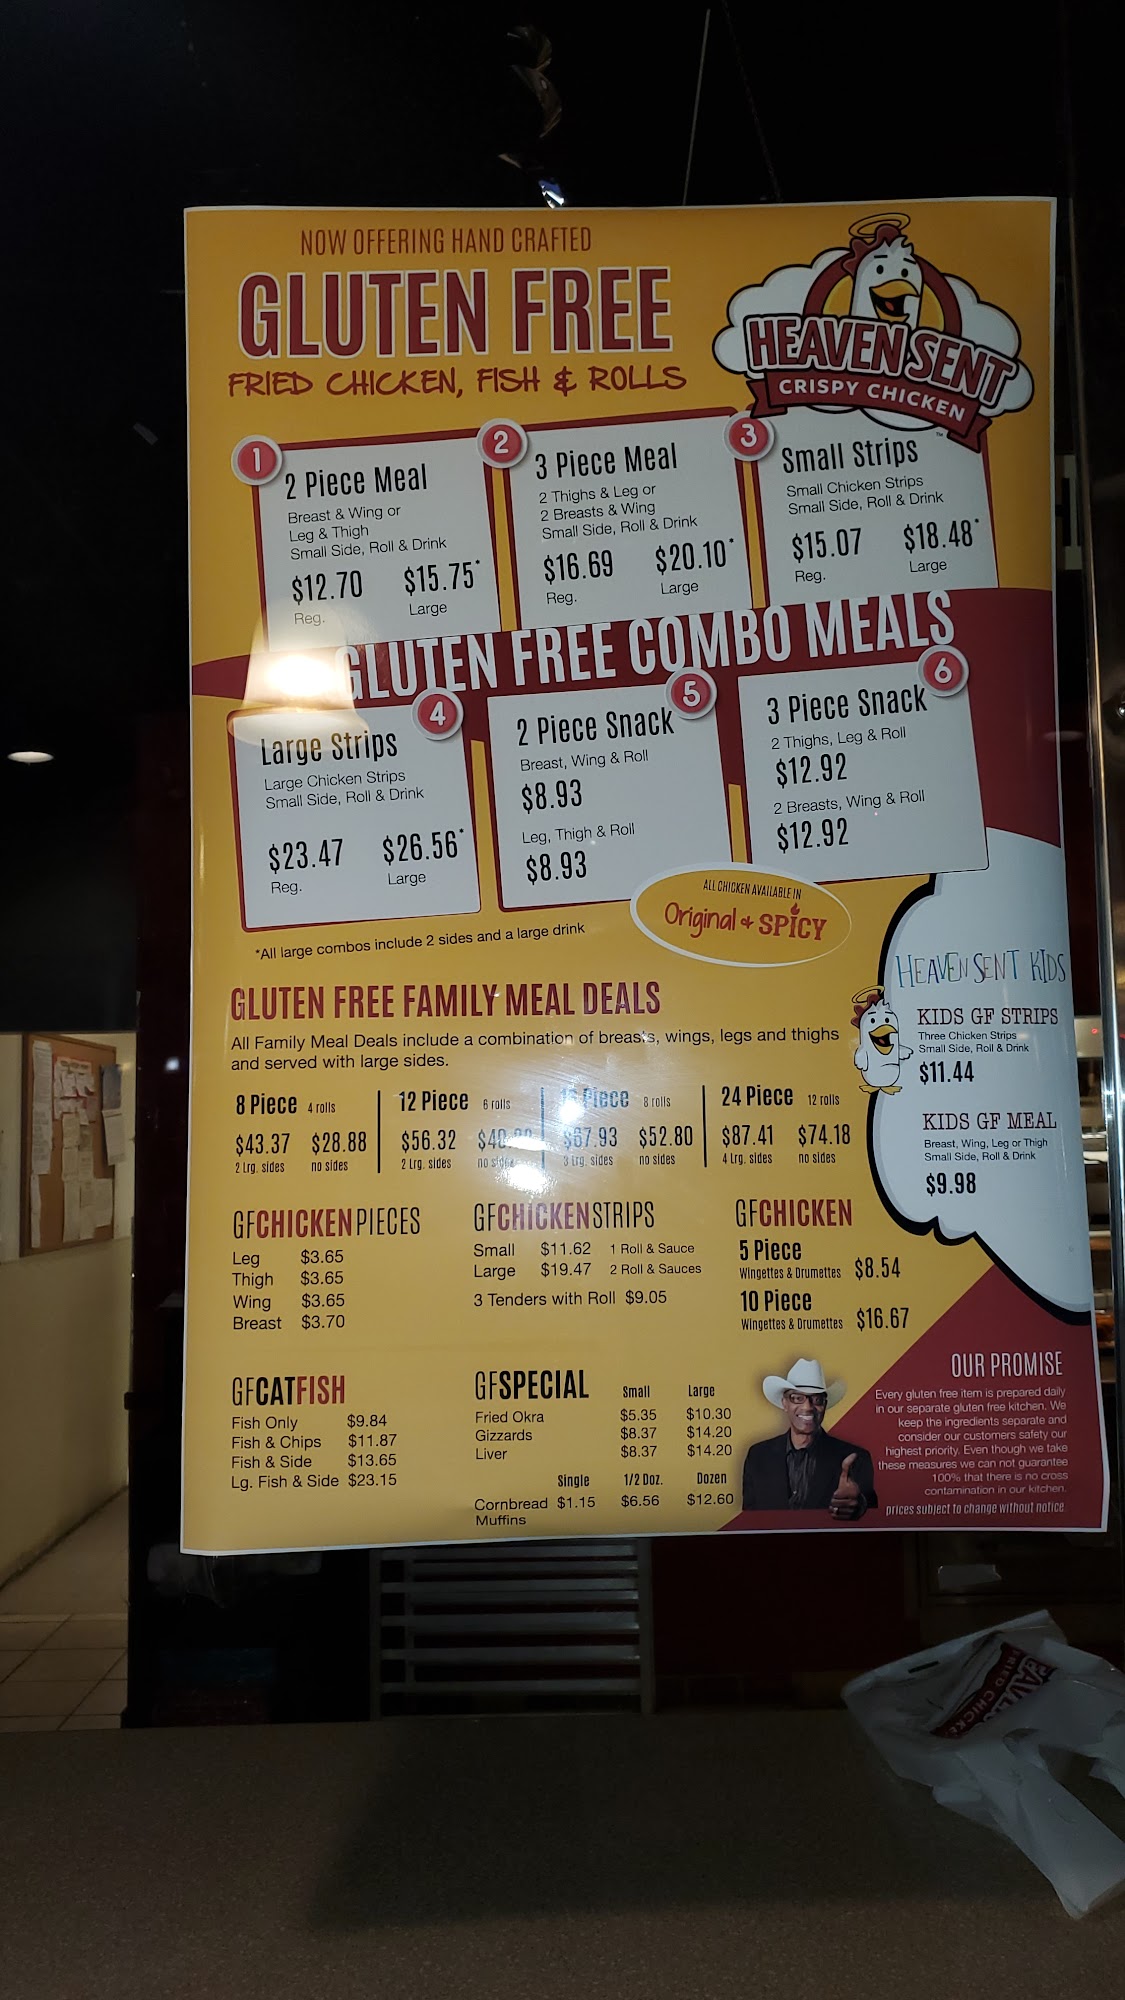 NOW OFFERING HAND CRAFTED
GLUTEN FREE
FRIED CHICKEN, FISH & ROLLS
HEAVEN SENT
CRISPY CHICKEN
™
1
2 Piece Meal
Breast & Wing or
Leg & Thigh
Small Side, Roll & Drink
$12.70 $15.75*
Reg. Large
2
3 Piece Meal
2 Thighs & Leg or
2 Breasts & Wing
Small Side, Roll & Drink
$16.69 $20.10*
Reg. Large
3
Small Strips
Small Chicken Strips
Small Side, Roll & Drink
$15.07 $18.48*
Reg. Large
GLUTEN FREE COMBO MEALS
4
Large Strips
Large Chicken Strips
Small Side, Roll & Drink
$23.47 $26.56*
Reg. Large
5
2 Piece Snack
Breast, Wing & Roll
$8.93
Leg, Thigh & Roll
$8.93
6
3 Piece Snack
2 Thighs, Leg & Roll
$12.92
2 Breasts, Wing & Roll
$12.92
*All large combos include 2 sides and a large drink
ALL CHICKEN AVAILABLE IN
Original & SPICY
GLUTEN FREE FAMILY MEAL DEALS
All Family Meal Deals include a combination of breasts, wings, legs and thighs
and served with large sides.
8 Piece 4 rolls
$43.37 $28.88
2 Lrg. sides no sides
12 Piece 6 rolls
$56.32
2 Lrg. sides no sides
Piece 8 rolls
$67.93 $52.80
3 Lrg. sides no sides
24 Piece 12 rolls
$87.41 $74.18
4 Lrg. sides no sides
HEAVEN SENT KIDS
KIDS GF STRIPS
Three Chicken Strips
Small Side, Roll & Drink
$11.44
KIDS GF MEAL
Breast, Wing, Leg or Thigh
Small Side, Roll & Drink
$9.98
GFCHICKENPIECES
Leg $3.65
Thigh $3.65
Wing $3.65
Breast $3.70
GFCHICKENSTRIPS
Small $11.62 1 Roll & Sauce
Large $19.47 2 Roll & Sauces
3 Tenders with Roll $9.05
GFCHICKEN
5 Piece
Wingettes & Drumettes $8.54
10 Piece
Wingettes & Drumettes $16.67
GFCATFISH
Fish Only $9.84
Fish & Chips $11.87
Fish & Side $13.65
Lg. Fish & Side $23.15
GFSPECIAL Small Large
Fried Okra $5.35 $10.30
Gizzards $8.37 $14.20
Liver $8.37 $14.20
Single 1/2 Doz. Dozen
Cornbread $1.15 $6.56 $12.60
Muffins
OUR PROMISE
Every gluten free item is prepared daily
in our separate gluten free kitchen. We
keep the ingredients separate and
consider our customers safety our
highest priority. Even though we take
these measures we can not guarantee
100% that there is no cross
contamination in our kitchen.
prices subject to change without notice